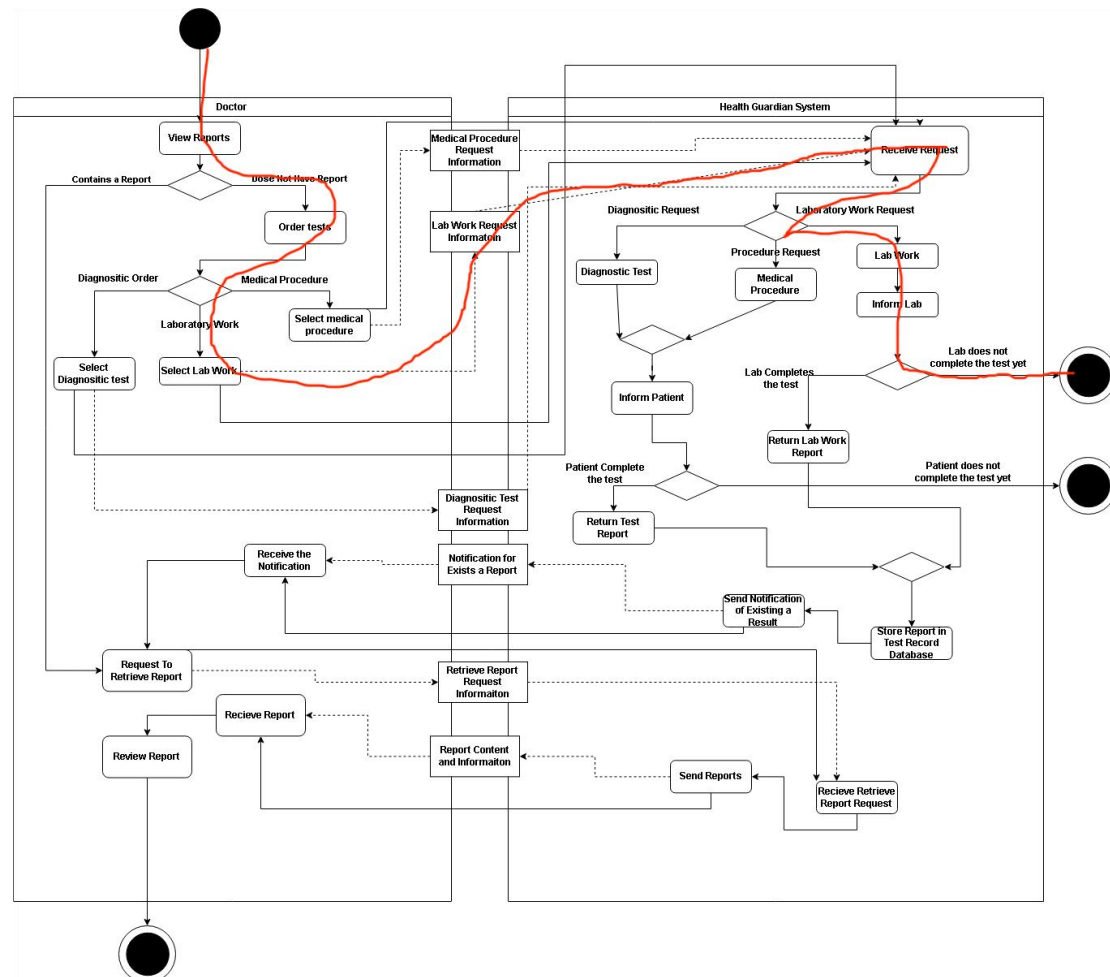 Doctor
Health Guardian System
View Reports
Medical Procedure
Request
Information
Receive Request
Contains a Report
Dose Not Have Report
Order tests
Lab Work Request
Informatoin
Diagnositic Request
Laboratory Work Request
Procedure Request
Lab Work
Diagnostic Test
Medical
Procedure
Diagnositic Order
Medical Procedure
Inform Lab
Select medical
procedure
Laboratory Work
Select
Diagnostic test
Select Lab Work
Lab does not
complete the test yet
Lab Completes
the test
Inform Patient
Return Lab Work
Report
Patient Complete
the test
Patient does not
complete the test yet
Diagnositic Test
Request
Information
Return Test
Report
Receive the
Notification
Notification for
Exists a Report
Send Notification
of Existing a
Result
Store Report in
Test Record
Database
Request To
Retrieve Report
Retrieve Report
Request
Informaiton
Recieve Report
Review Report
Report Content
and Informaiton
Send Reports
Recieve Retrieve
Report Request